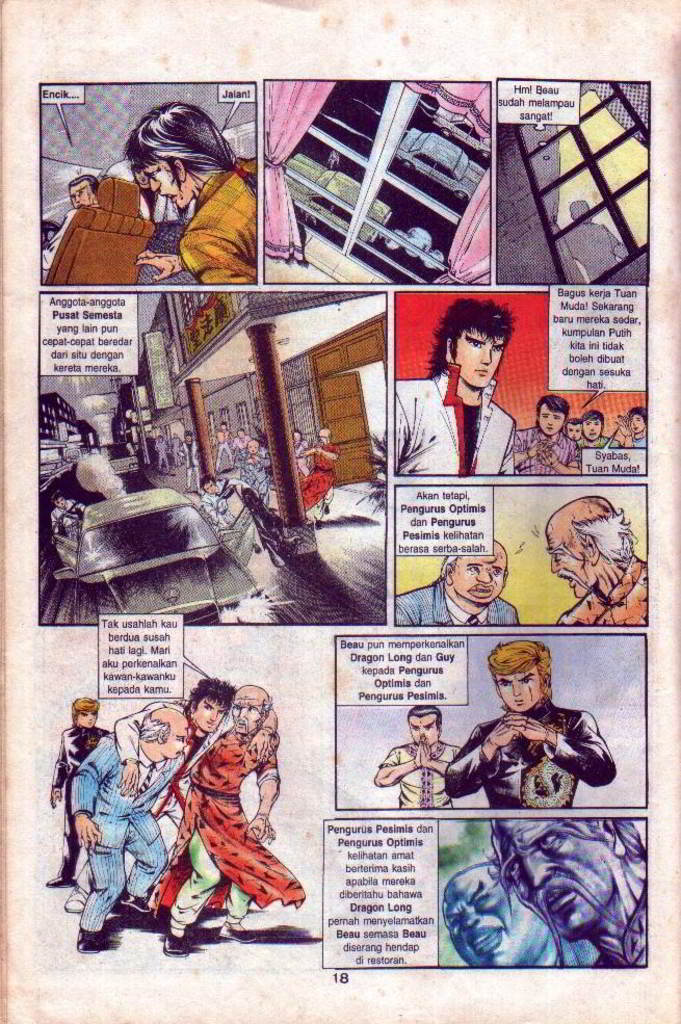 Encik....
Jalan!
Hm! Beau
sudah melampau
sangat!
Anggota-anggota
Pusat Semesta
yang lain pun
cepat-cepat beredar
dari situ dengan
kereta mereka.
Bagus kerja Tuan
Muda! Sekarang
baru mereka sedar,
kumpulan Putih
kita ini tidak
boleh dibuat
dengan sesuka
hati.
Syabas,
Tuan Muda!
Akan tetapi,
Pengurus Optimis
dan Pengurus
Pesimis kelihatan
berasa serba-salah.
Tak usahlah kau
berdua susah
hati lagi. Mari
aku perkenalkan
kawan-kawanku
kepada kamu.
Beau pun memperkenalkan
Dragon Long dan Guy
kepada Pengurus
Optimis dan
Pengurus Pesimis.
Pengurus Pesimis dan
Pengurus Optimis
kelihatan amat
berterima kasih
apabila mereka
diberitahu bahawa
Dragon Long
pernah menyelamatkan
Beau semasa Beau
diserang hendap
di restoran.
18